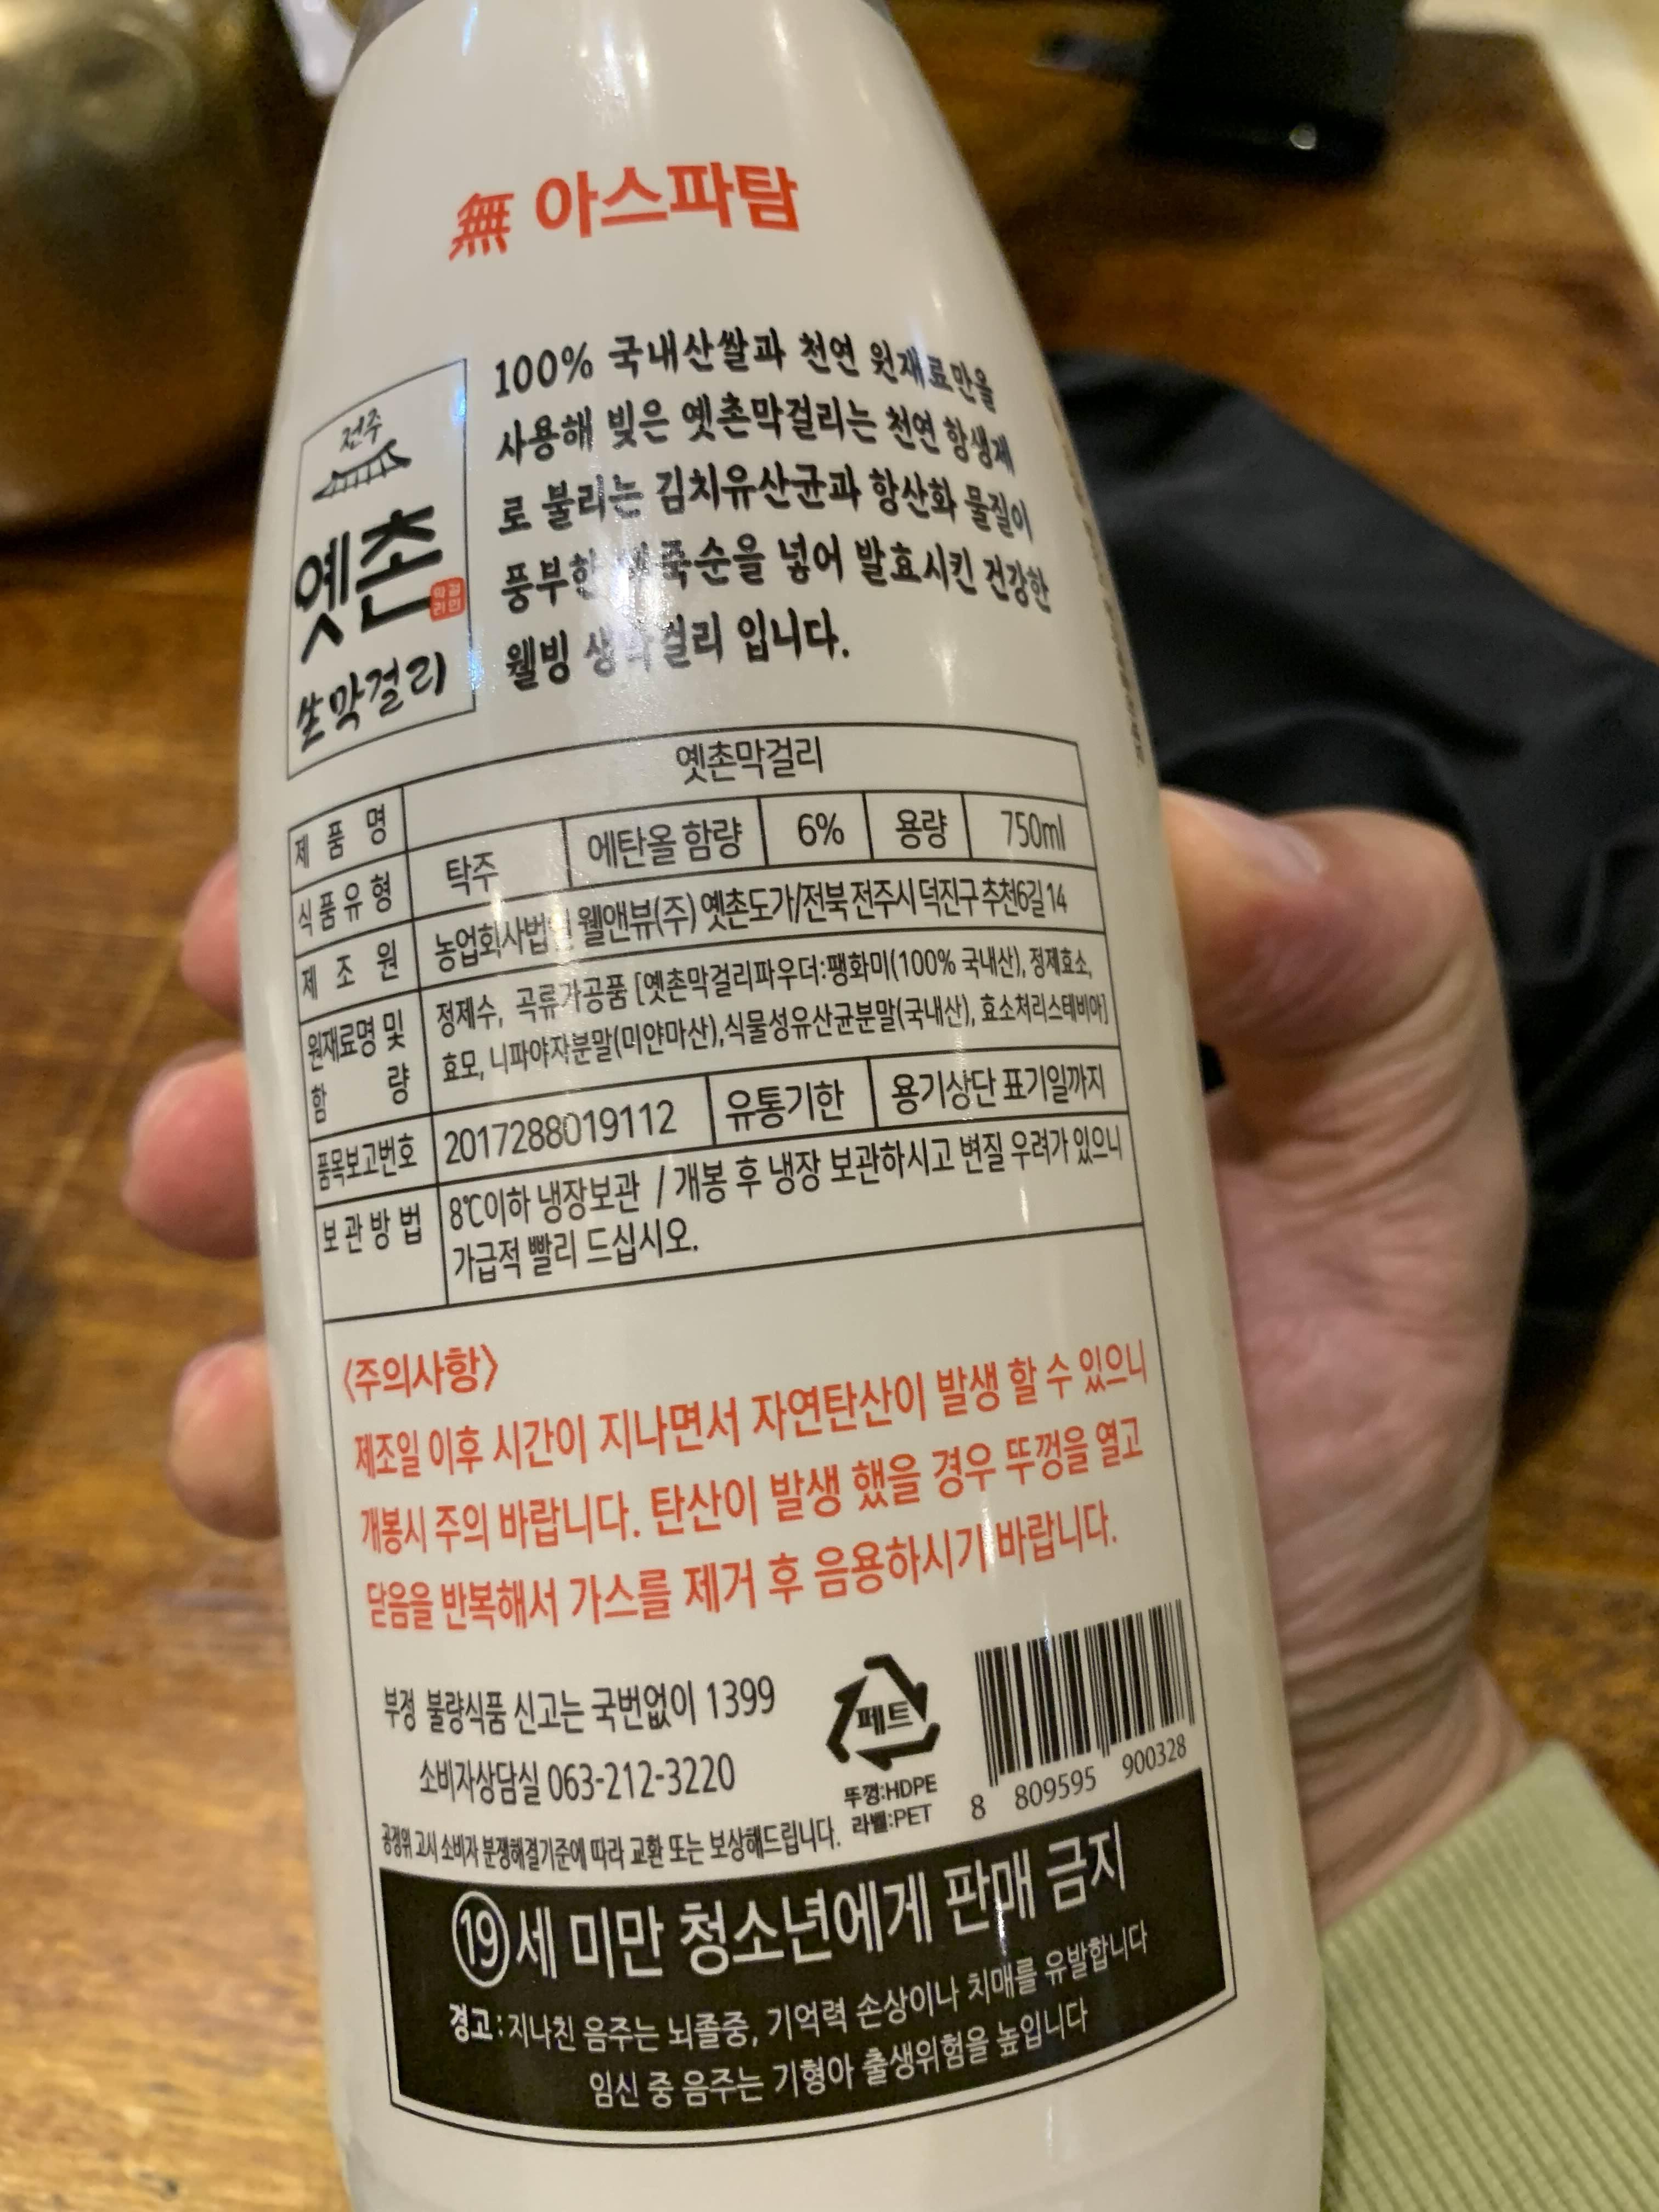 無 아스파탐
전주
옛촌
막걸리
쌀막걸리
100% 국내산쌀과 천연 원재료만을
사용해 빚은 옛촌막걸리는 천연 항생제
로 불리는 김치유산균과 항산화 물질이
풍부한 넣어 발효시킨 건강한
웰빙 생막걸리 입니다.
제품명 옛촌막걸리
식품유형 탁주 에탄올 함량 6% 용량 750ml
제조원 농업회사법인 웰앤뷰(주) 옛촌도가/전북 전주시 덕진구 추천6길 14
원재료명 및 함량 정제수, 곡류가공품 [옛촌막걸리파우더:팽화미(100% 국내산), 정제효소,
효모, 니파야자분말(미얀마산), 식물성유산균분말(국내산), 효소처리스테비아]
품목보고번호 2017288019112 유통기한 용기상단 표기일까지
보관방법 8℃이하 냉장보관 / 개봉 후 냉장 보관하시고 변질 우려가 있으니
가급적 빨리 드십시오.
<주의사항>
제조일 이후 시간이 지나면서 자연탄산이 발생 할 수 있으니
개봉시 주의 바랍니다. 탄산이 발생 했을 경우 뚜껑을 열고
닫음을 반복해서 가스를 제거 후 음용하시기 바랍니다.
부정 불량식품 신고는 국번없이 1399
소비자상담실 063-212-3220
공정위 고시 소비자 분쟁해결기준에 따라 교환 또는 보상해드립니다.
페트
뚜껑:HDPE
라벨:PET
8 809595 900328
19세 미만 청소년에게 판매 금지
경고 : 지나친 음주는 뇌졸중, 기억력 손상이나 치매를 유발합니다
임신 중 음주는 기형아 출생위험을 높입니다